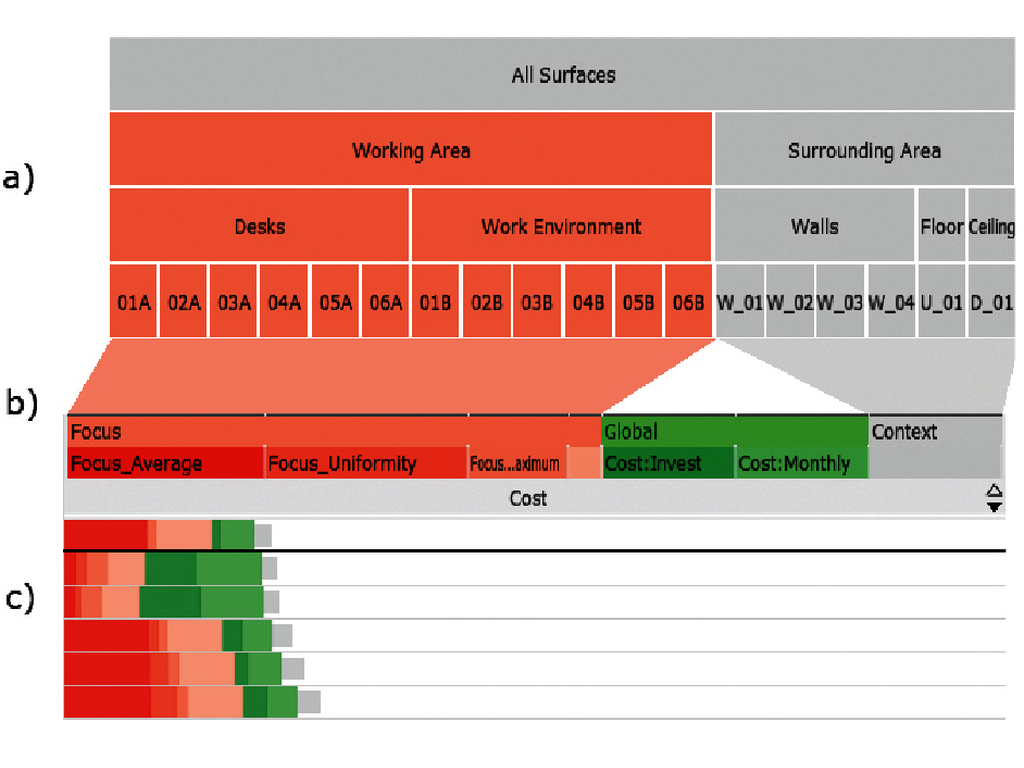 All Surfaces
a)
Working Area Surrounding Area
Desks Work Environment Walls Floor Ceiling
01A 02A 03A 04A 05A 06A 01B 02B 03B 04B 05B 06B W_01 W_02 W_03 W_04 U_01 D_01
b)
Focus Global Context
Focus_Average Focus_Uniformity Focus...aximum Cost:Invest Cost:Monthly
Cost
c)